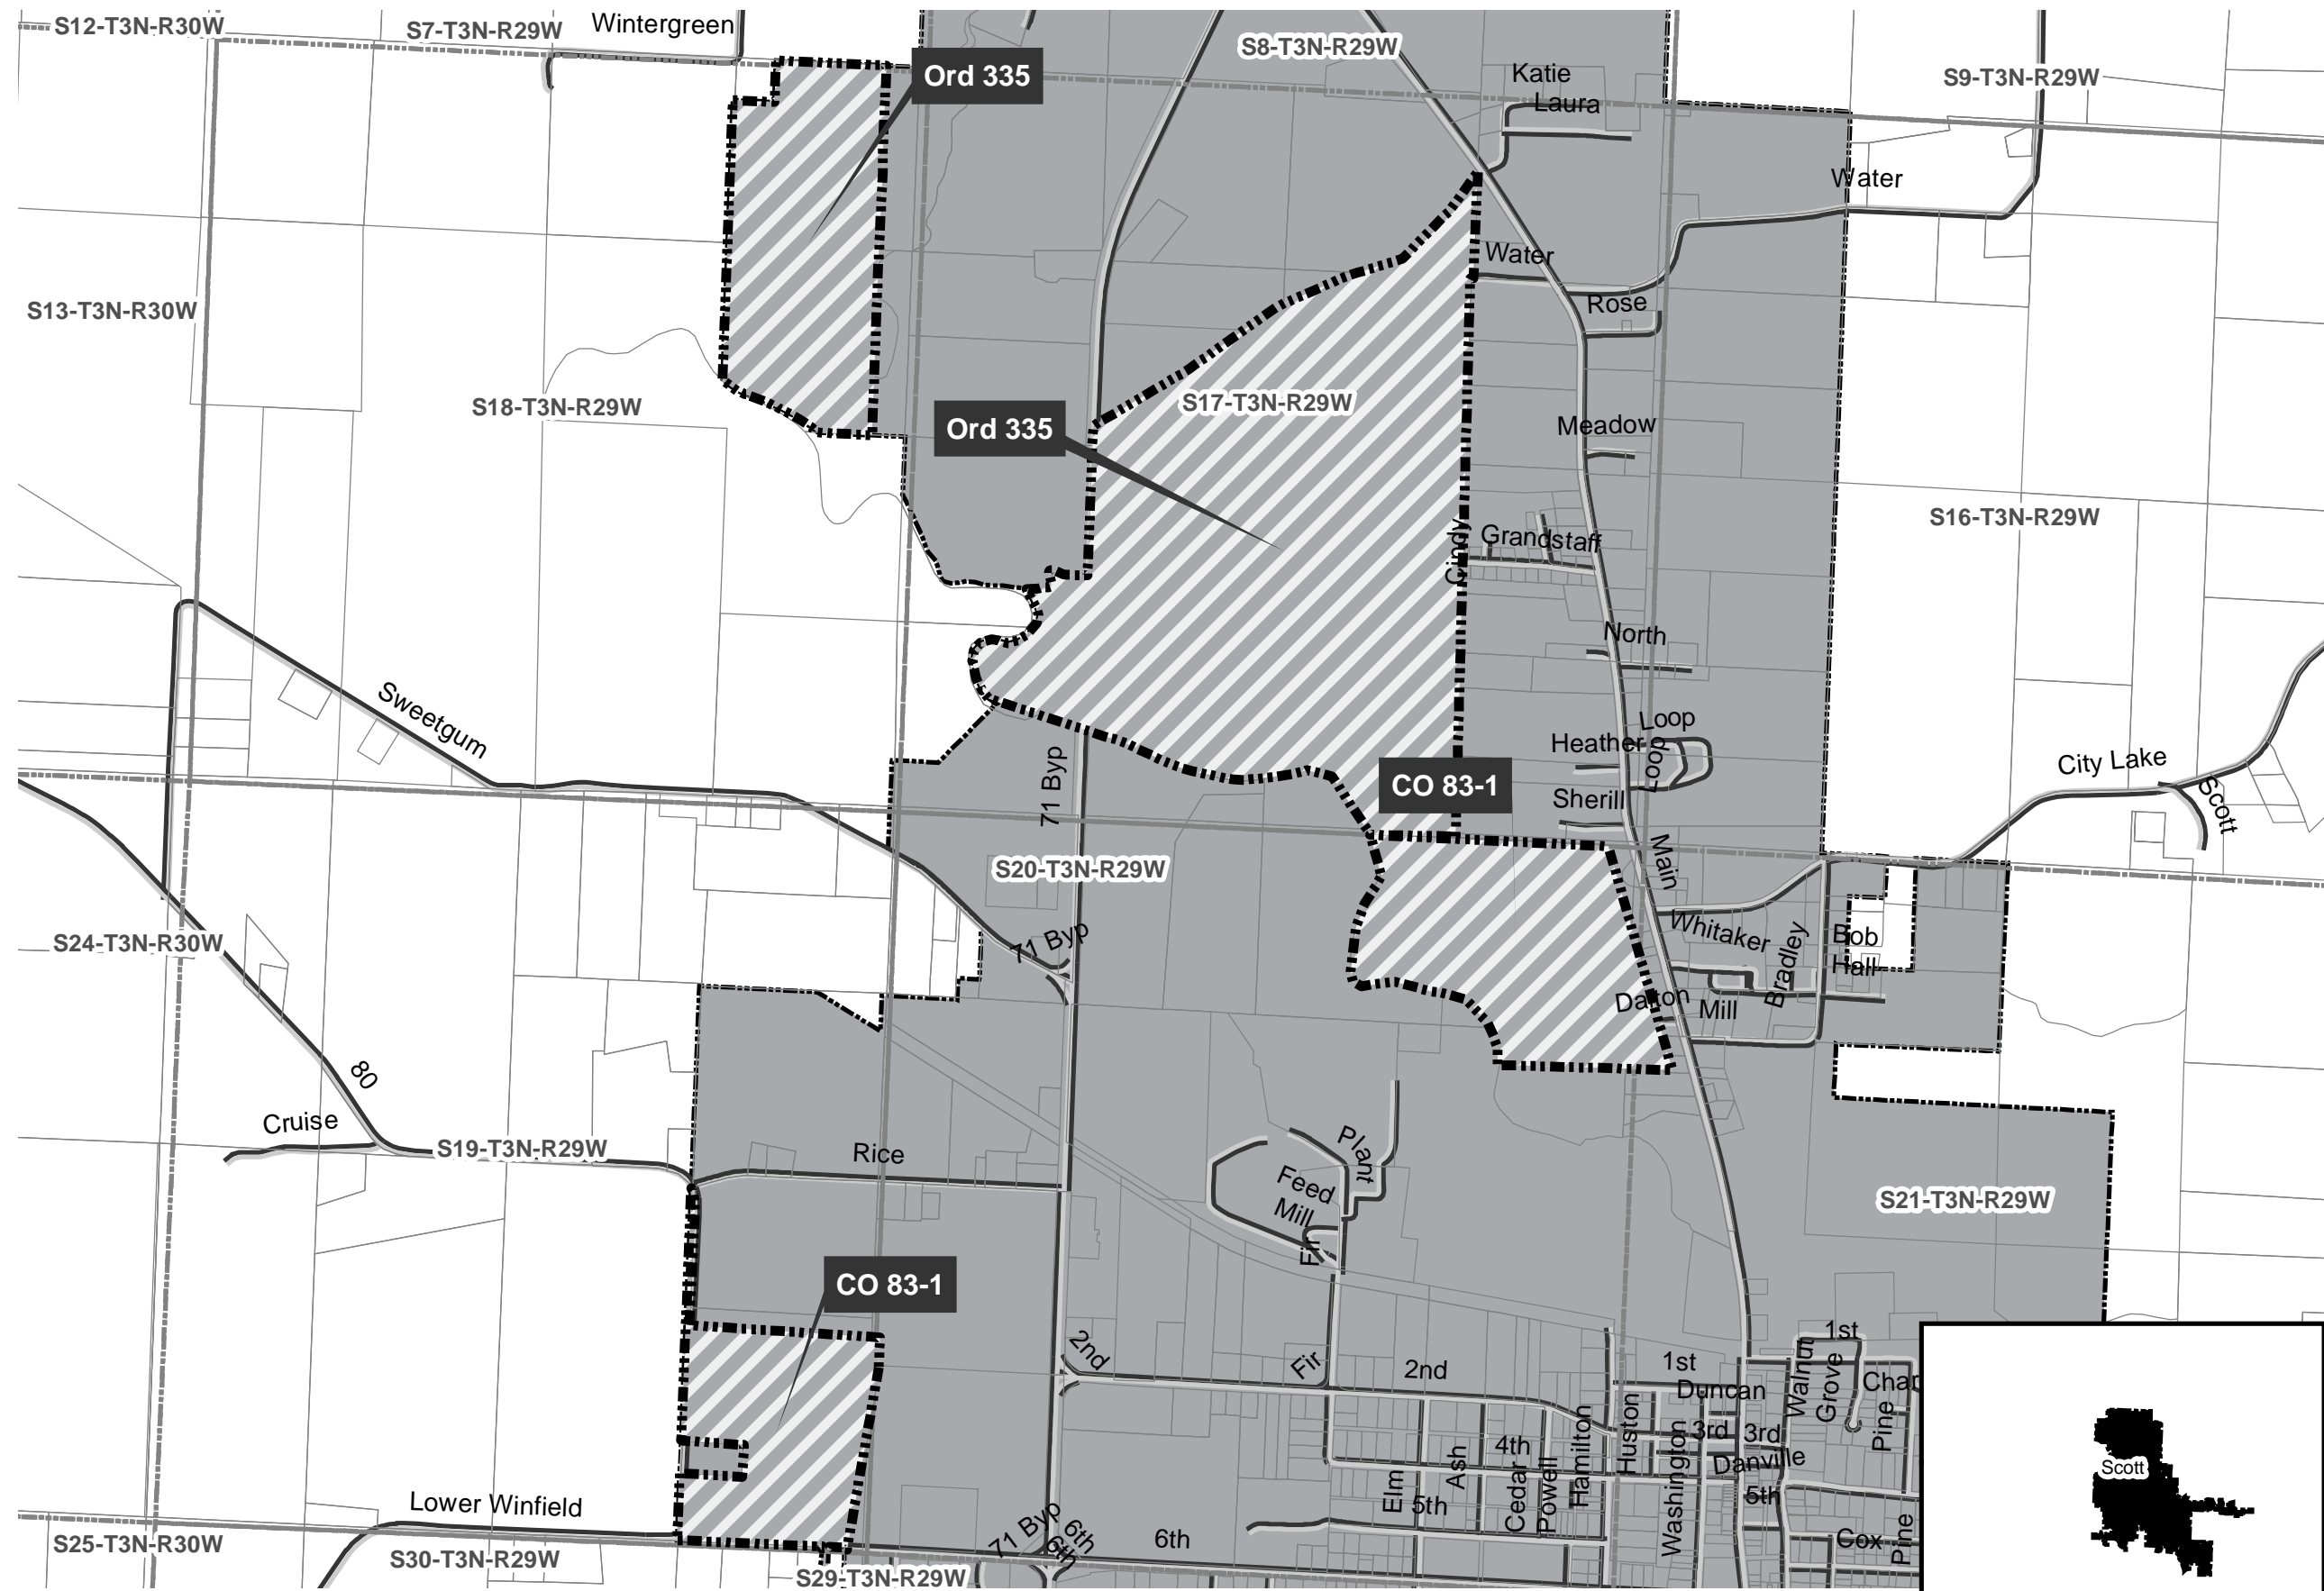 S12-T3N-R30W
S7-T3N-R29W
Wintergreen
S8-T3N-R29W
Ord 335
Katie
S9-T3N-R29W
Laura
Water
Water
S13-T3N-R30W
Rose
S18-T3N-R29W
S17-T3N-R29W
Ord 335
Meadow
S16-T3N-R29W
Cindy
Grandstaff
North
Sweetgum
Loop
Heather
Loop
71 Byp
CO 83-1
City Lake
Sherill
Scott
Main
S20-T3N-R29W
71 Byp
Whitaker
Bradley
Bob
Hall
S24-T3N-R30W
Dalton
Mill
80
Cruise
S19-T3N-R29W
Rice
Plant
Feed
Mill
Fir
S21-T3N-R29W
CO 83-1
2nd
Fir
2nd
1st
1st
Duncan
Walnut
Grove
Char
Pine
Huston
3rd
3rd
Hamilton
Washington
Danville
4th
Ash
Elm
5th
Cedar
Powell
5th
Scott
Lower Winfield
71 Byp
6th
6th
6th
Cox
Pine
S25-T3N-R30W
S30-T3N-R29W
S29-T3N-R29W